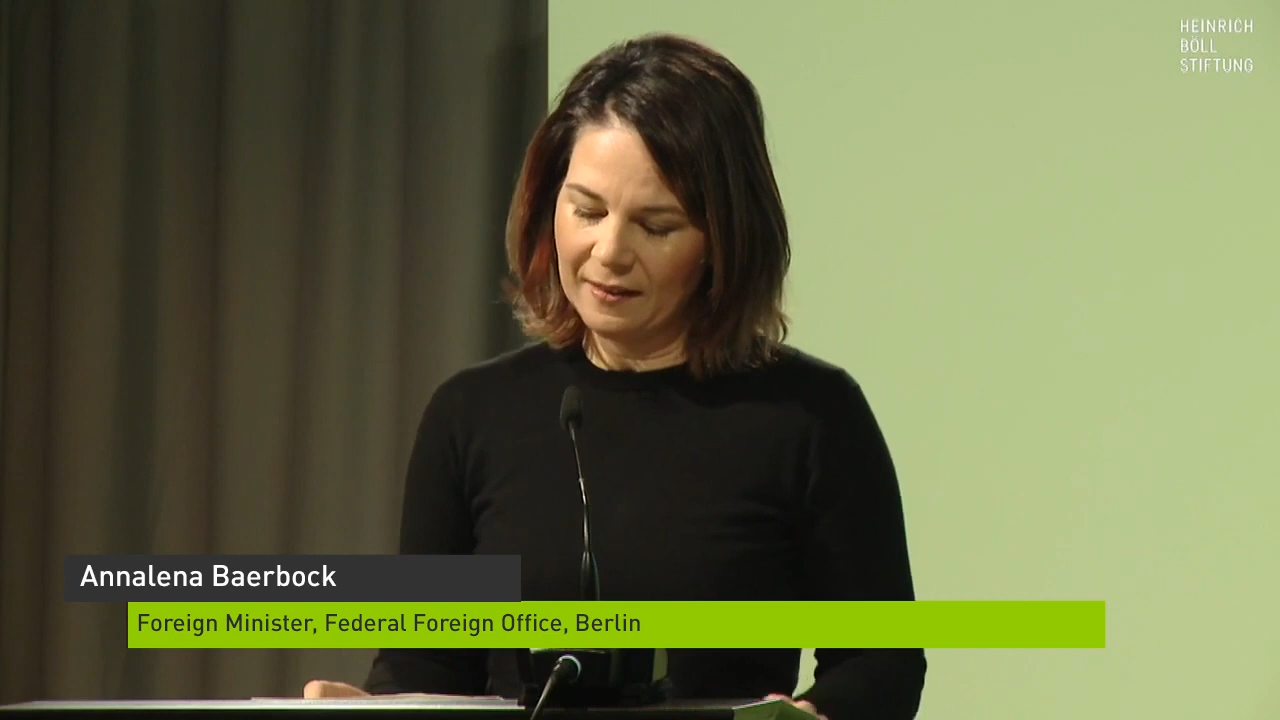 HEINRICH
BÖLL
STIFTUNG
Annalena Baerbock
Foreign Minister, Federal Foreign Office, Berlin